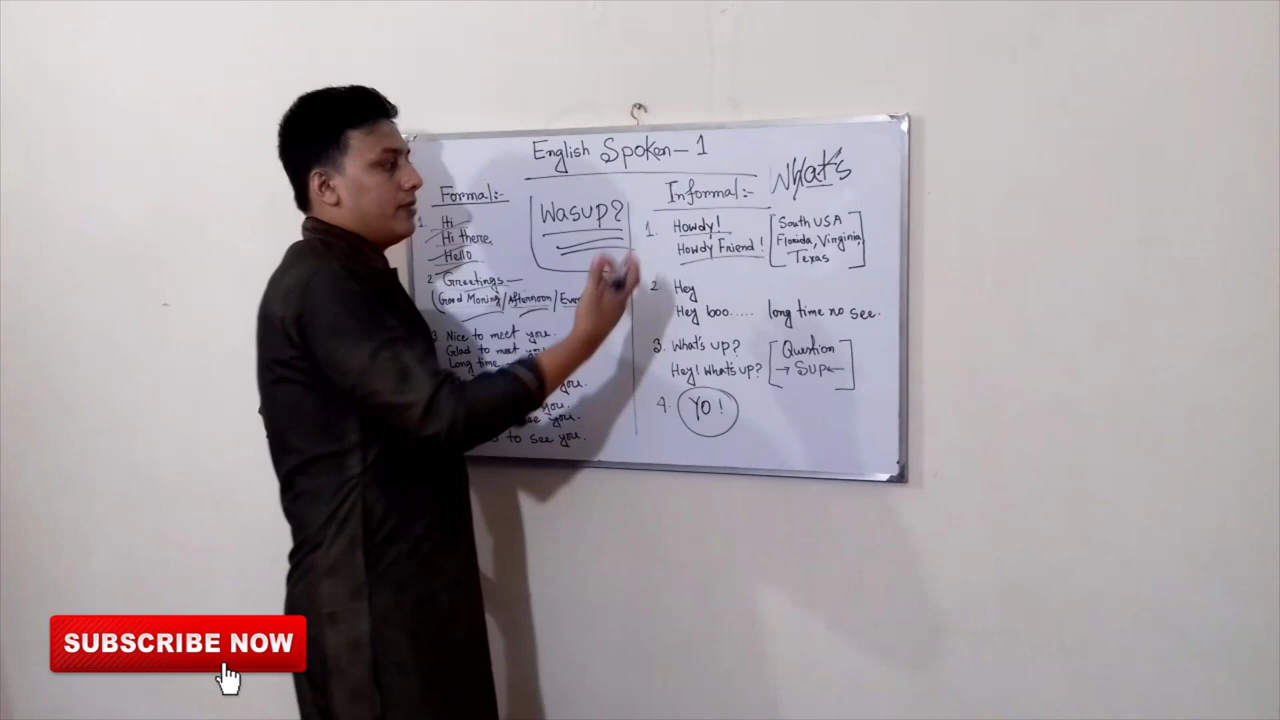 English Spoken-1
Formal:-
1. Hi
Hi there,
Hello
2. Greetings—
(Good Morning/Afternoon/Even
3. Nice to meet you.
Glad to meet you.
Long time
you.
you.
see you.
to see you.
Wasup?
Informal:-
What's
1. Howdy!
Howdy Friend!
[South USA
Florida, Virginia,
Texas]
2. Hey
Hey boo..... long time no see.
3. What's up?
Hey! What's up?
[Question
→ Sup←]
4. YO!
SUBSCRIBE NOW